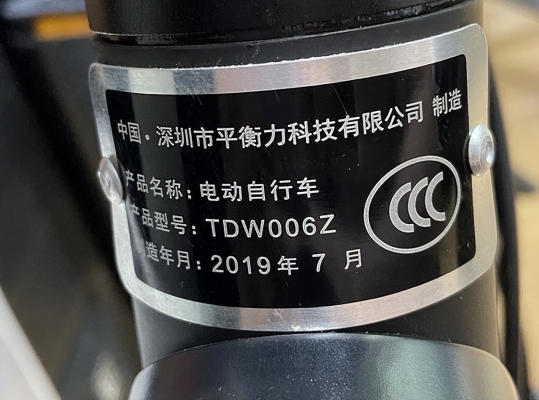 中国·深圳市平衡力科技有限公司 制造
产品名称:电动自行车
产品型号:TDW006Z
制造年月:2019年 7 月
CCC